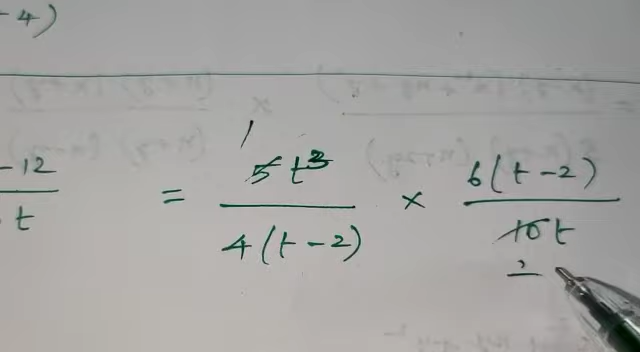 -4)
1
-12 / t = 5t³ / 4(t-2) × 6(t-2) / 10t
2